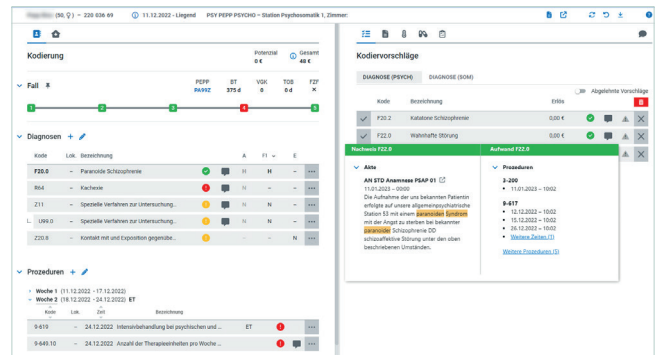 (50, ♀) – 220 036 69 11.12.2022 - Liegend PSY PEPP PSYCHO – Station Psychosomatik 1, Zimmer:
Kodierung
Potenzial
0 €
Gesamt
48 €
Fall
PEPP
PA99Z
BT
375 d
VGK
0
TOB
0 d
FZF
×
1
2
3
4
5
Diagnosen
Kode Lok. Bezeichnung A F1 E
F20.0 – Paranoide Schizophrenie H H –
R64 – Kachexie N N –
Z11 – Spezielle Verfahren zur Untersuchung... N N –
U99.0 – Spezielle Verfahren zur Untersuchung... N N –
Z20.8 – Kontakt mit und Exposition gegenübe... – N
Prozeduren
Woche 1 (11.12.2022 - 17.12.2022)
Woche 2 (18.12.2022 - 24.12.2022) ET
Kode Lok. Zeit Bezeichnung
9-619 – 24.12.2022 Intensivbehandlung bei psychischen und ... ET
9-649.10 – 24.12.2022 Anzahl der Therapieeinheiten pro Woche ...
Kodiervorschläge
DIAGNOSE (PSYCH) DIAGNOSE (SOM)
Abgelehnte Vorschläge
Kode Bezeichnung Erlös
F20.2 Katatone Schizophrenie 0,00 €
F22.0 Wahnhafte Störung 0,00 €
Nachweis F22.0
Akte
AN STD Anamnese PSAP 01
11.01.2023 – 00:00
Die Aufnahme der uns bekannten Patientin
erfolgte auf unsere allgemeinpsychiatrische
Station 53 mit einem paranoiden Syndrom
mit der Angst zu sterben bei bekannter
paranoider Schizophrenie DD
schizoaffektive Störung unter den oben
beschriebenen Umständen.
Aufwand F22.0
Prozeduren
3-200
• 11.01.2023 – 10:02
9-617
• 12.12.2022 – 10:02
• 15.12.2022 – 10:02
• 26.12.2022 – 10:02
• Weitere Zeiten (1)
Weitere Prozeduren (5)